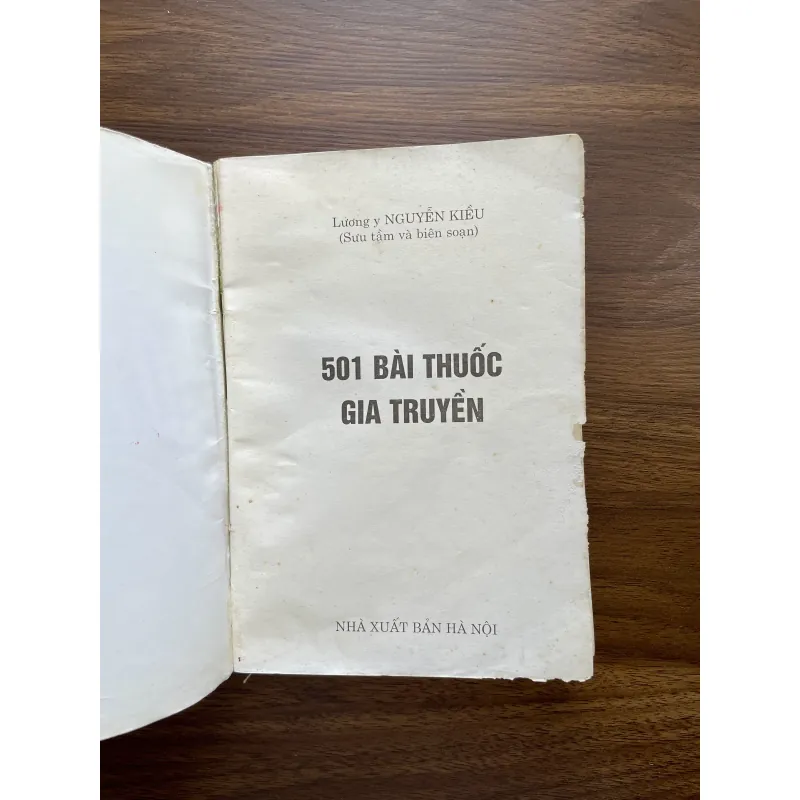 Lương y NGUYỄN KIỀU
(Sưu tầm và biên soạn)
501 BÀI THUỐC
GIA TRUYỀN
NHÀ XUẤT BẢN HÀ NỘI